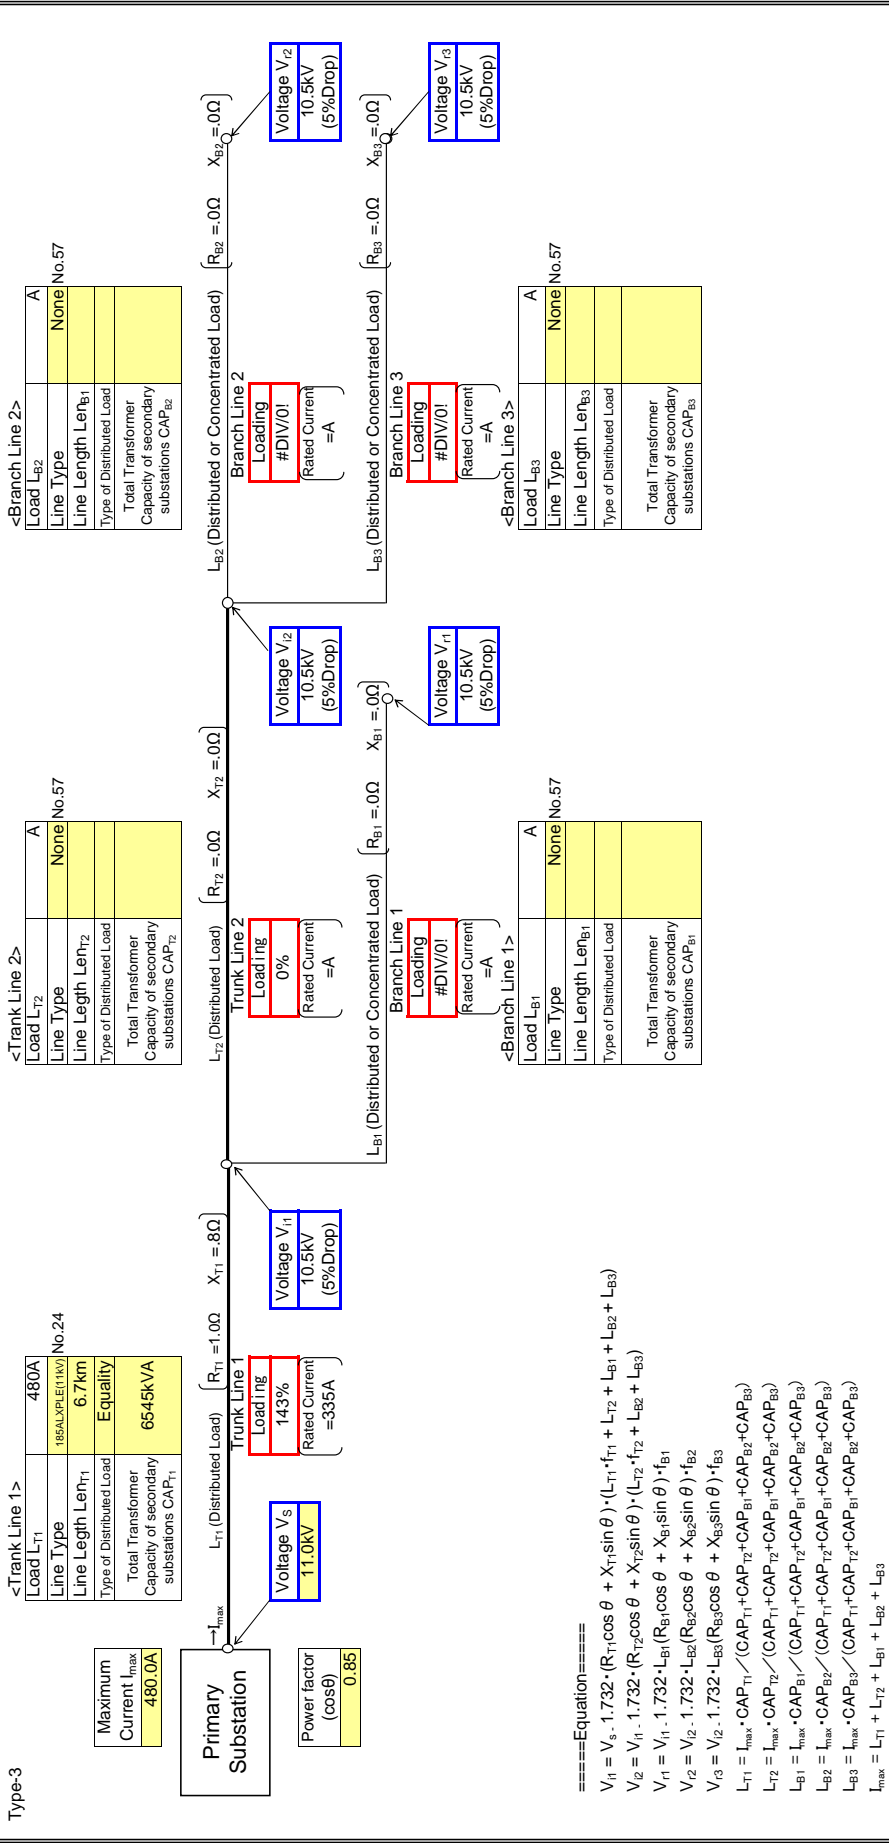 Type-3
Maximum
Current Imax
480.0A
Primary
Substation
Power factor
(cosθ)
0.85
→Imax
Voltage VS
11.0kV
<Trank Line 1>
Load LT1 480A
Line Type 185ALXPLE(11kV) No.24
Line Legth LenT1 6.7km
Type of Distributed Load Equality
Total Transformer
Capacity of secondary
substations CAPT1
6545kVA
LT1 (Distributed Load) (RT1 =1.0Ω XT1 =.8Ω)
Trunk Line 1
Loading
143%
Rated Current
=335A
Voltage Vi1
10.5kV
(5%Drop)
<Trank Line 2>
Load LT2 A
Line Type None No.57
Line Legth LenT2
Type of Distributed Load
Total Transformer
Capacity of secondary
substations CAPT2
LT2 (Distributed Load) (RT2 =.0Ω XT2 =.0Ω)
Trunk Line 2
Loading
0%
Rated Current
=A
Voltage Vi2
10.5kV
(5%Drop)
LB1 (Distributed or Concentrated Load) (RB1 =.0Ω XB1 =.0Ω)
Branch Line 1
Loading
#DIV/0!
Rated Current
=A
Voltage Vr1
10.5kV
(5%Drop)
<Branch Line 1>
Load LB1 A
Line Type None No.57
Line Length LenB1
Type of Distributed Load
Total Transformer
Capacity of secondary
substations CAPB1
<Branch Line 2>
Load LB2 A
Line Type None No.57
Line Length LenB1
Type of Distributed Load
Total Transformer
Capacity of secondary
substations CAPB2
LB2 (Distributed or Concentrated Load) (RB2 =.0Ω XB2 =.0Ω)
Branch Line 2
Loading
#DIV/0!
Rated Current
=A
Voltage Vr2
10.5kV
(5%Drop)
LB3 (Distributed or Concentrated Load) (RB3 =.0Ω XB3 =.0Ω)
Branch Line 3
Loading
#DIV/0!
Rated Current
=A
Voltage Vr3
10.5kV
(5%Drop)
<Branch Line 3>
Load LB3 A
Line Type None No.57
Line Length LenB3
Type of Distributed Load
Total Transformer
Capacity of secondary
substations CAPB3
=====Equation=====
Vi1 = Vs - 1.732・(RT1cosθ + XT1sinθ)・(LT1・fT1 + LT2 + LB1 + LB2 + LB3)
Vi2 = Vi1 - 1.732・(RT2cosθ + XT2sinθ)・(LT2・fT2 + LB2 + LB3)
Vr1 = Vi1 - 1.732・LB1(RB1cosθ + XB1sinθ)・fB1
Vr2 = Vi2 - 1.732・LB2(RB2cosθ + XB2sinθ)・fB2
Vr3 = Vi2 - 1.732・LB3(RB3cosθ + XB3sinθ)・fB3
LT1 = Imax・CAPT1／(CAPT1+CAPT2+CAPB1+CAPB2+CAPB3)
LT2 = Imax・CAPT2／(CAPT1+CAPT2+CAPB1+CAPB2+CAPB3)
LB1 = Imax・CAPB1／(CAPT1+CAPT2+CAPB1+CAPB2+CAPB3)
LB2 = Imax・CAPB2／(CAPT1+CAPT2+CAPB1+CAPB2+CAPB3)
LB3 = Imax・CAPB3／(CAPT1+CAPT2+CAPB1+CAPB2+CAPB3)
Imax = LT1 + LT2 + LB1 + LB2 + LB3